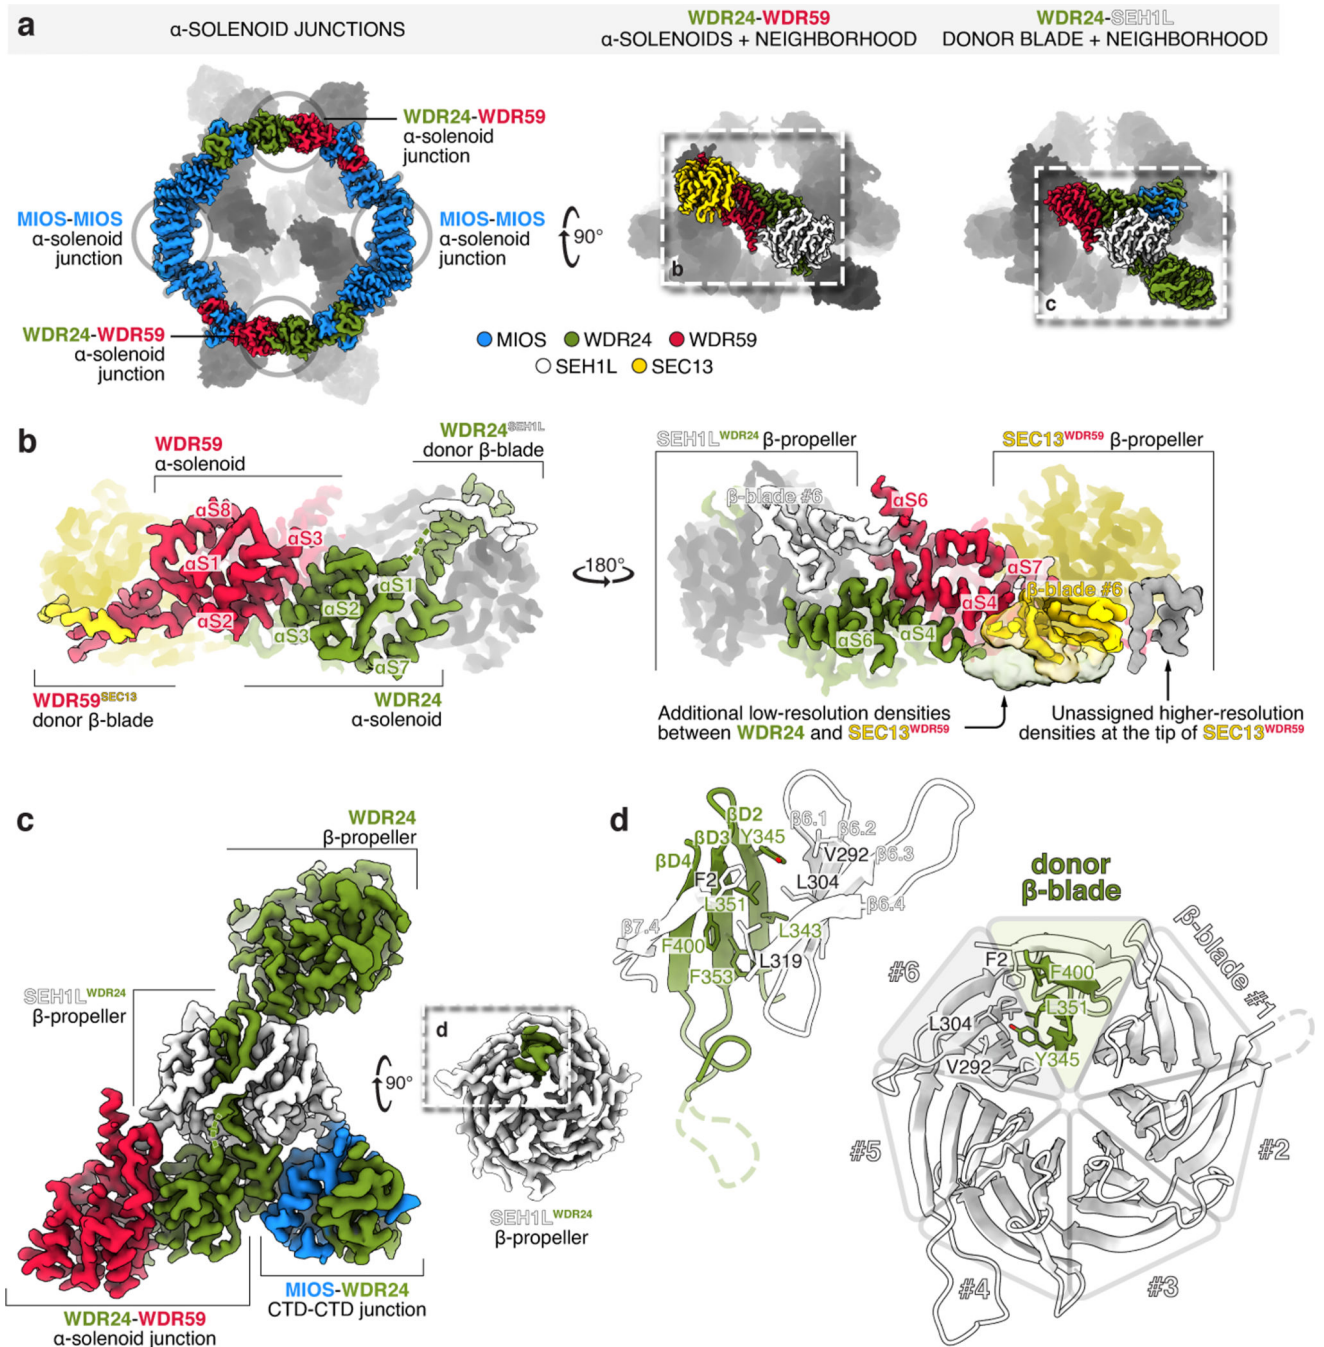 a
α-SOLENOID JUNCTIONS
WDR24-WDR59
α-SOLENOIDS + NEIGHBORHOOD
WDR24-SEH1L
DONOR BLADE + NEIGHBORHOOD
WDR24-WDR59
α-solenoid
junction
MIOS-MIOS
α-solenoid
junction
MIOS-MIOS
α-solenoid
junction
WDR24-WDR59
α-solenoid
junction
90°
b
c
MIOS WDR24 WDR59
SEH1L SEC13
b
WDR59
α-solenoid
WDR24SEH1L
donor β-blade
αS8
αS3
αS1
αS2
αS1
αS2
αS3
αS7
WDR59SEC13
donor β-blade
WDR24
α-solenoid
180°
SEH1LWDR24 β-propeller
SEC13WDR59 β-propeller
β-blade #6
αS6
αS7
β-blade #6
αS4
αS6
αS4
Additional low-resolution densities
between WDR24 and SEC13WDR59
Unassigned higher-resolution
densities at the tip of SEC13WDR59
c
WDR24
β-propeller
SEH1LWDR24
β-propeller
90°
d
SEH1LWDR24
β-propeller
MIOS-WDR24
CTD-CTD junction
WDR24-WDR59
α-solenoid junction
d
βD2
βD3
Y345
βD4
β6.1
β6.2
V292
β6.3
F2
L304
L351
β6.4
β7.4
L343
F400
L319
F353
donor
β-blade
β-blade #1
#6
F2
F400
L351
L304
Y345
V292
#5
#2
#4
#3